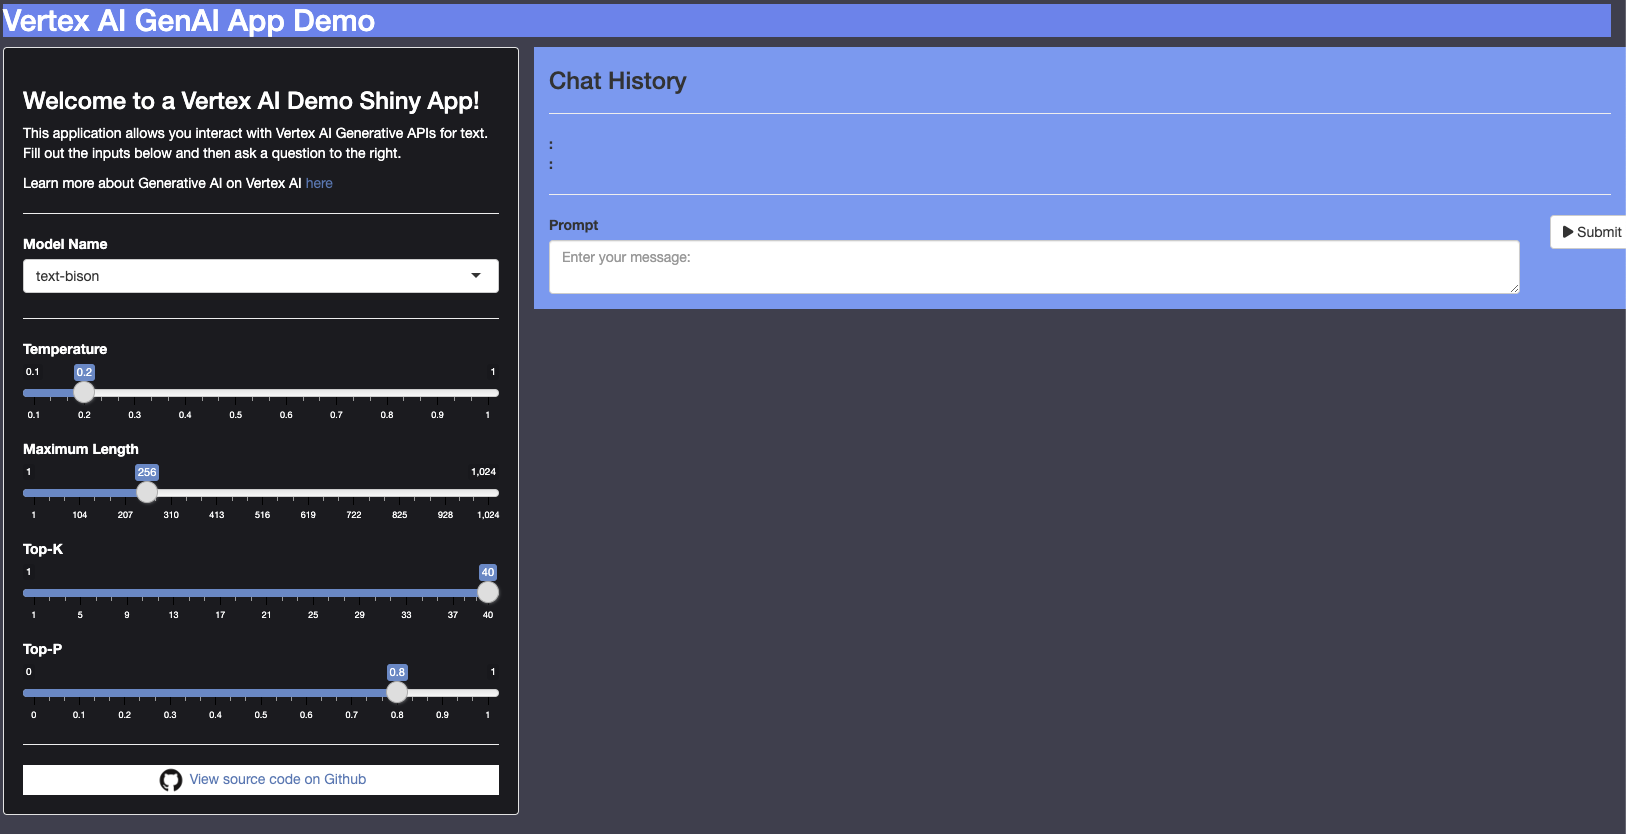 Vertex AI GenAI App Demo
Welcome to a Vertex AI Demo Shiny App!
This application allows you interact with Vertex AI Generative APIs for text.
Fill out the inputs below and then ask a question to the right.
Learn more about Generative AI on Vertex AI here
Model Name
text-bison
Temperature
0.1 0.2 1
0.1 0.2 0.3 0.4 0.5 0.6 0.7 0.8 0.9 1
Maximum Length
1 256 1,024
1 104 207 310 413 516 619 722 825 928 1,024
Top-K
1 40
1 5 9 13 17 21 25 29 33 37 40
Top-P
0 0.8 1
0 0.1 0.2 0.3 0.4 0.5 0.6 0.7 0.8 0.9 1
View source code on Github
Chat History
:
:
Prompt
Enter your message:
Submit